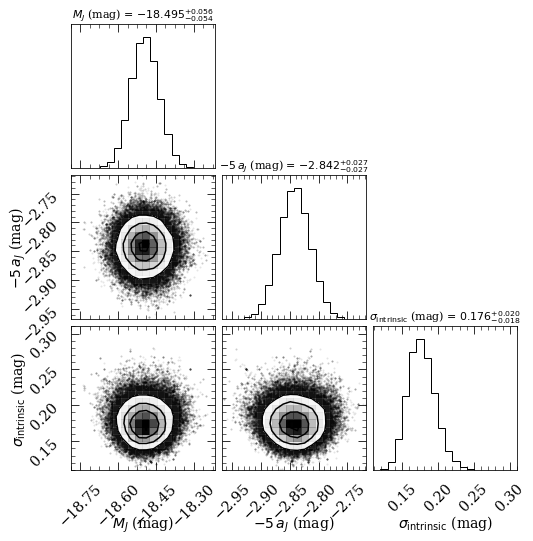 M_J (mag) = −18.495^{+0.056}_{−0.054}
−5 a_J (mag) = −2.842^{+0.027}_{−0.027}
−2.75
−2.80
−2.85
−2.90
−2.95
−5 a_J (mag)
σ_intrinsic (mag) = 0.176^{+0.020}_{−0.018}
0.30
0.25
0.20
0.15
σ_intrinsic (mag)
−18.75 −18.60 −18.45 −18.30
−2.95 −2.90 −2.85 −2.80 −2.75
0.15 0.20 0.25 0.30
M_J (mag)
−5 a_J (mag)
σ_intrinsic (mag)